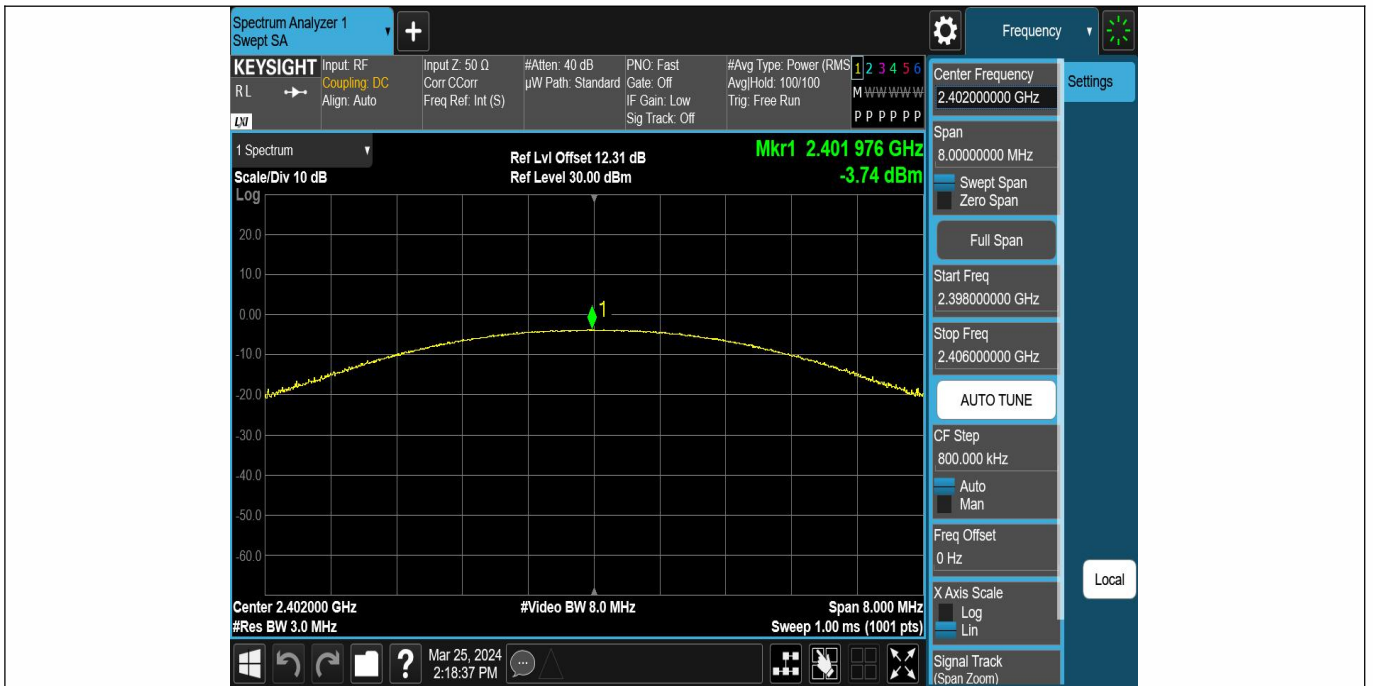 Spectrum Analyzer 1
Swept SA
+
Frequency
KEYSIGHT
RL
LXI
Input: RF
Coupling: DC
Align: Auto
Input Z: 50 Ω
Corr CCorr
Freq Ref: Int (S)
#Atten: 40 dB
µW Path: Standard
PNO: Fast
Gate: Off
IF Gain: Low
Sig Track: Off
#Avg Type: Power (RMS
Avg|Hold: 100/100
Trig: Free Run
1 2 3 4 5 6
M W W W W W
P P P P P P
1 Spectrum
Scale/Div 10 dB
Log
Ref Lvl Offset 12.31 dB
Ref Level 30.00 dBm
Mkr1 2.401 976 GHz
-3.74 dBm
20.0
10.0
0.00
-10.0
-20.0
-30.0
-40.0
-50.0
-60.0
1
Center 2.402000 GHz
#Res BW 3.0 MHz
#Video BW 8.0 MHz
Span 8.000 MHz
Sweep 1.00 ms (1001 pts)
Center Frequency
2.402000000 GHz
Settings
Span
8.00000000 MHz
Swept Span
Zero Span
Full Span
Start Freq
2.398000000 GHz
Stop Freq
2.406000000 GHz
AUTO TUNE
CF Step
800.000 kHz
Auto
Man
Freq Offset
0 Hz
X Axis Scale
Log
Lin
Local
Signal Track
(Span Zoom)
?
Mar 25, 2024
2:18:37 PM